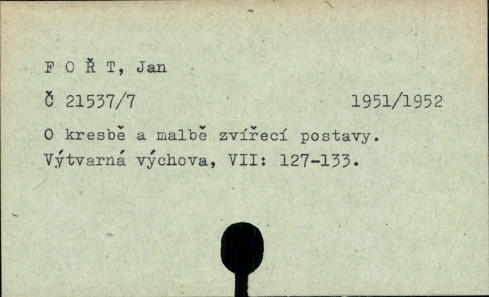 F O Ř T, Jan
Č 21537/7 1951/1952
O kresbě a malbě zvířecí postavy.
Výtvarná výchova, VII: 127-133.